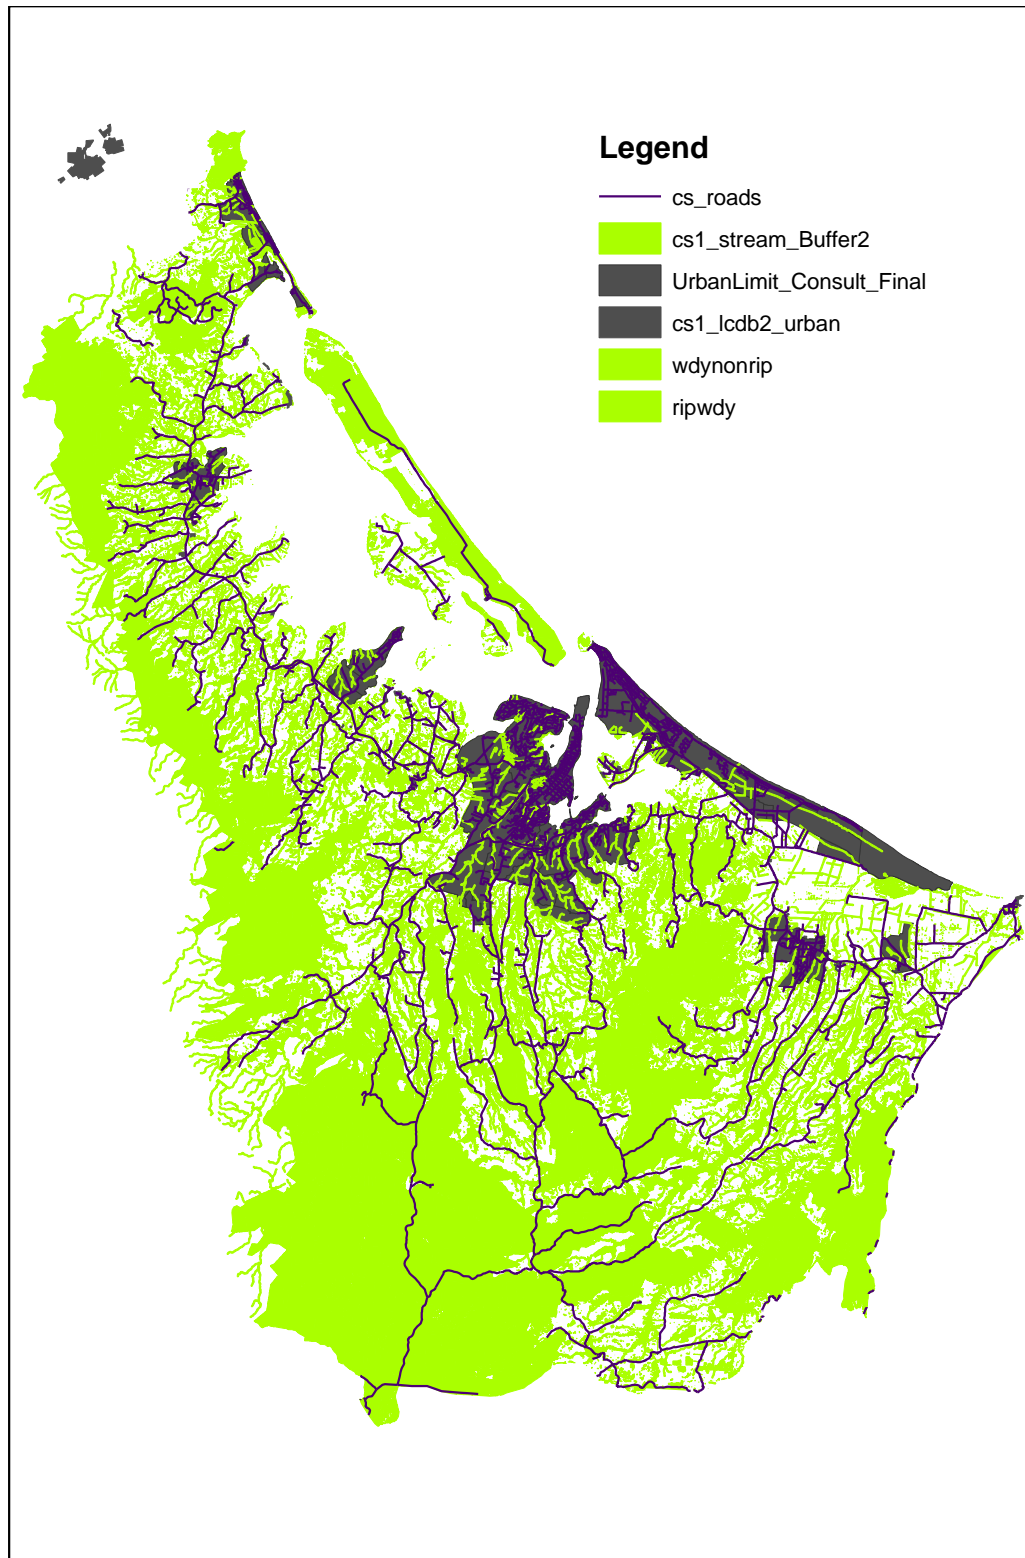 Legend
cs_roads
cs1_stream_Buffer2
UrbanLimit_Consult_Final
cs1_lcdb2_urban
wdynonrip
ripwdy